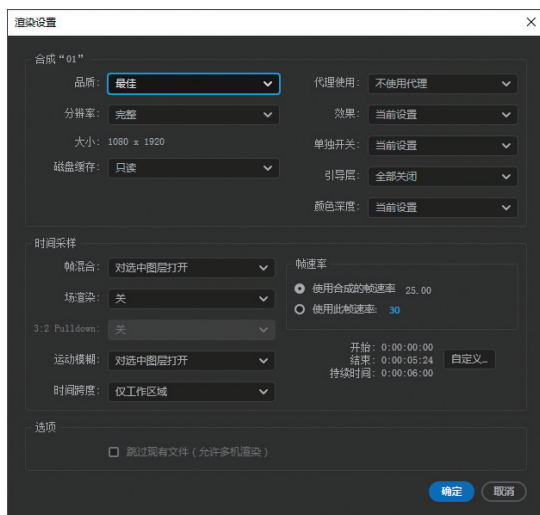 渲染设置
合成“01”
品质： 最佳
代理使用： 不使用代理
分辨率： 完整
效果： 当前设置
大小： 1080 x 1920
单独开关： 当前设置
磁盘缓存： 只读
引导层： 全部关闭
颜色深度： 当前设置
时间采样
帧混合： 对选中图层打开
帧速率
使用合成的帧速率 25.00
场渲染： 关
使用此帧速率： 30
3:2 Pulldown: 关
开始： 0:00:00:00
结束： 0:00:05:24
持续时间： 0:00:06:00
自定义...
运动模糊： 对选中图层打开
时间跨度： 仅工作区域
选项
跳过现有文件（允许多机渲染）
确定 取消